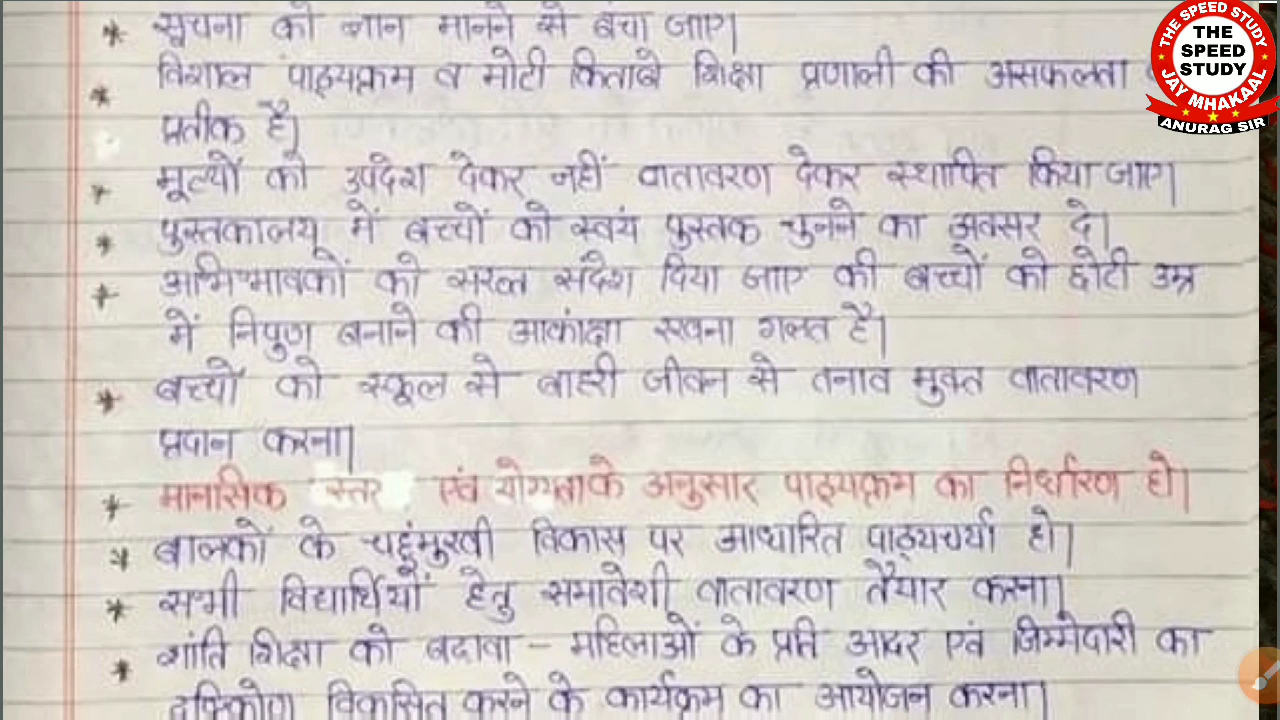 * सूचना को ज्ञान मानने से बचा जाए।
* विशाल पाठ्यक्रम व मोटी किताबे शिक्षा प्रणाली की असफलता
प्रतीक है।
* मूल्यों को उपदेश देकर नहीं वातावरण देकर स्थापित किया जाए।
* पुस्तकालय में बच्चों को स्वयं पुस्तक चुनने का अवसर दे।
* अभिभावकों को सरल संदेश दिया जाए की बच्चों को छोटी उम्र
में निपुण बनाने की आकांक्षा रखना गलत है।
* बच्चों को स्कूल से बाहरी जीवन से तनाव मुक्त वातावरण
प्रदान करना।
* मानसिक स्तर एवं योग्यता के अनुसार पाठ्यक्रम का निर्धारण हो।
* बालकों के चहुंमुखी विकास पर आधारित पाठ्यचर्या हो।
* सभी विद्यार्थियों हेतु समावेशी वातावरण तैयार करना।
* शांति शिक्षा को बढावा - महिलाओं के प्रति आदर एवं जिम्मेदारी का
दृष्टिकोण विकसित करने के कार्यक्रम का आयोजन करना।
THE SPEED STUDY
THE
SPEED
STUDY
JAY MHAKAAL
ANURAG SIR